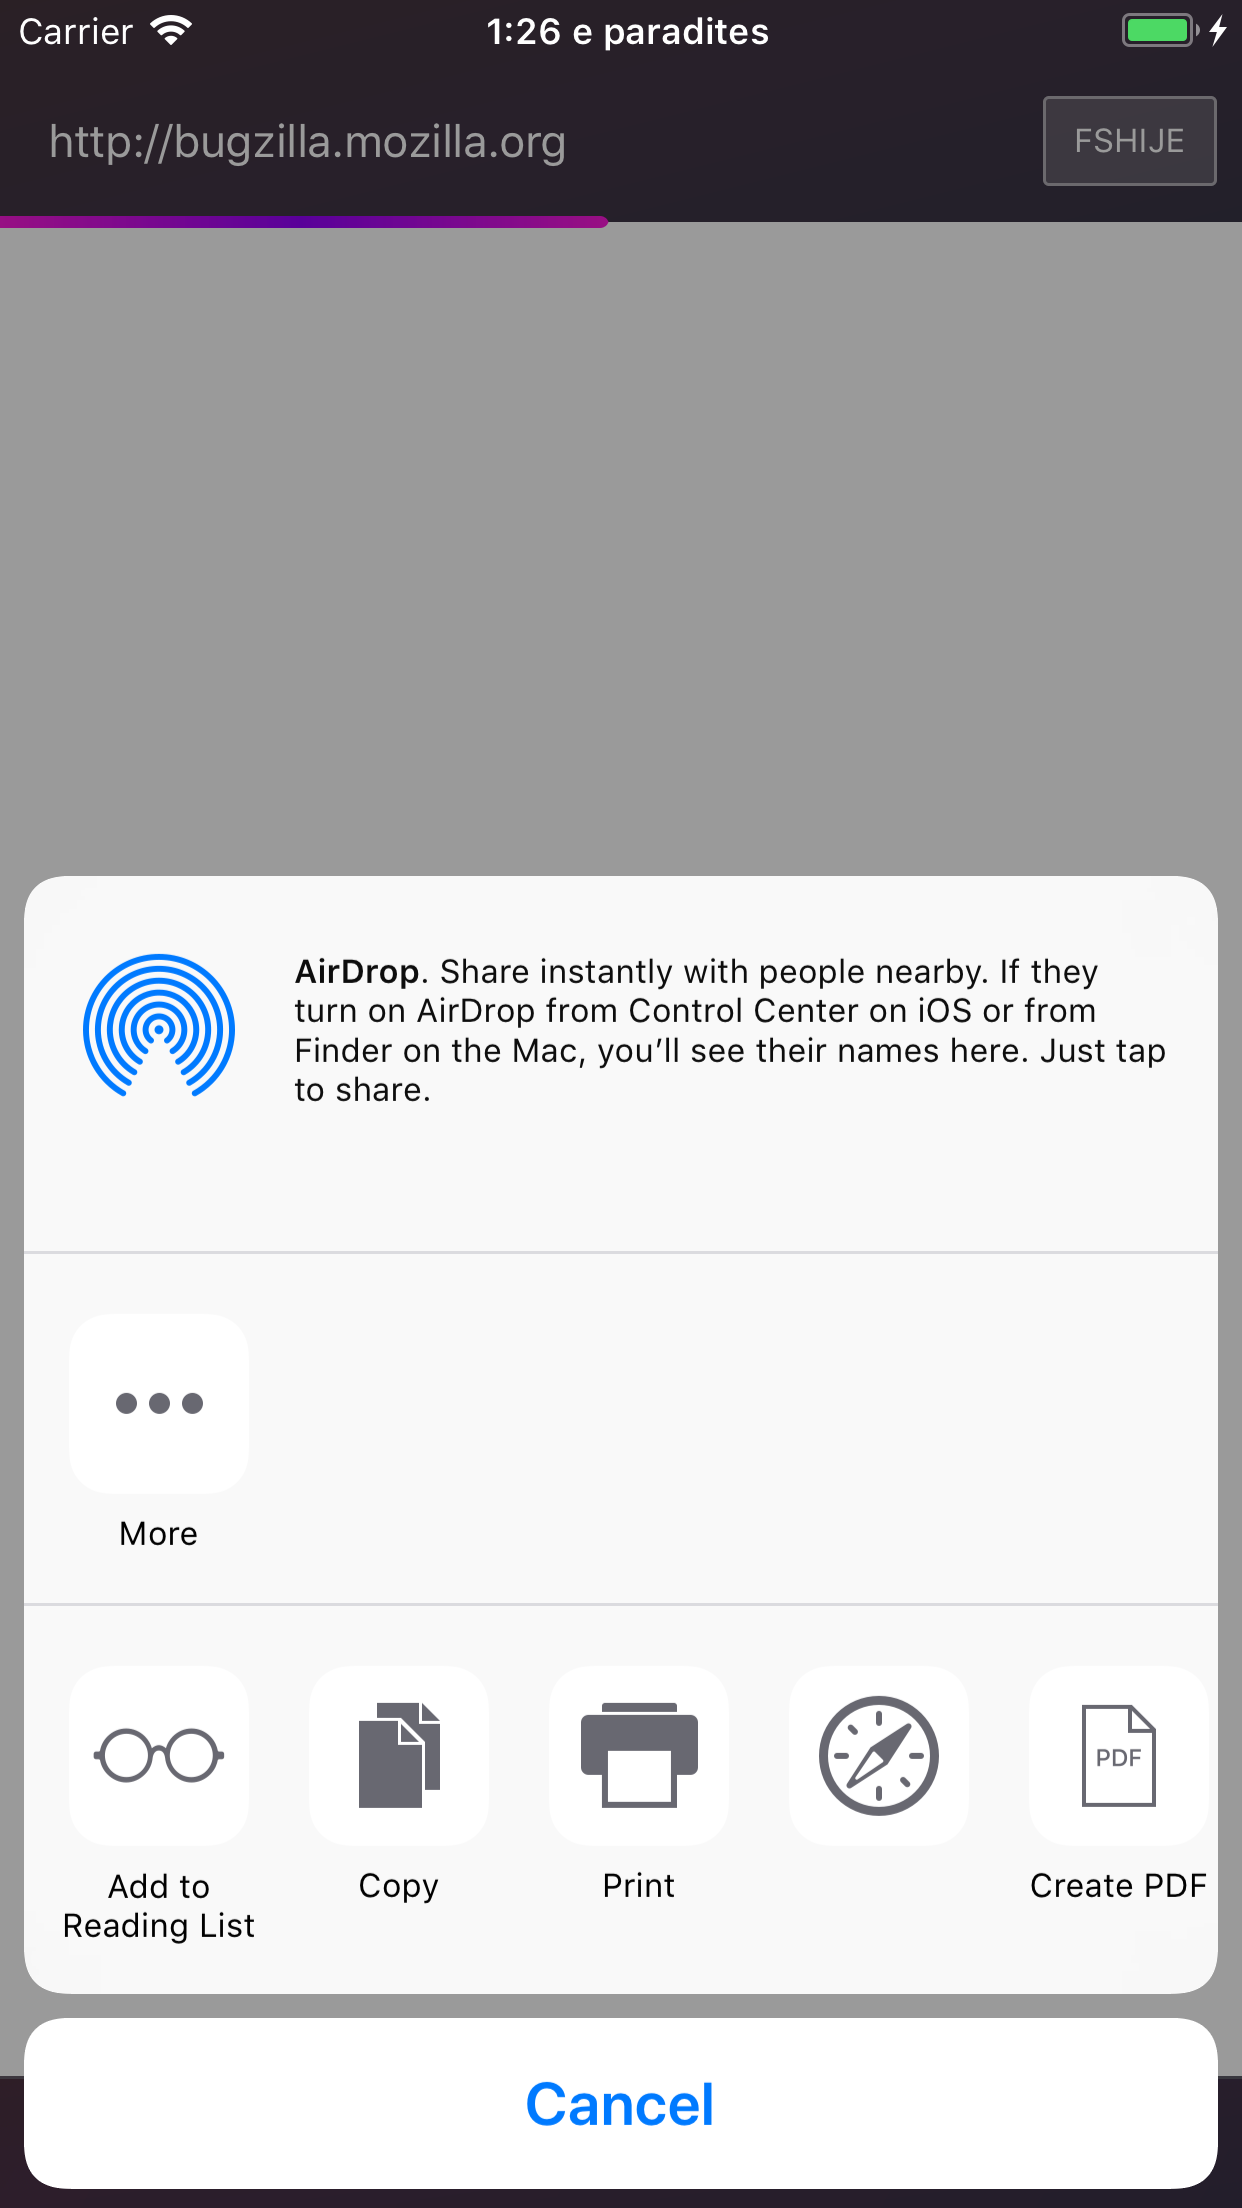 Carrier 1:26 e paradites
http://bugzilla.mozilla.org FSHIJE
AirDrop. Share instantly with people nearby. If they
turn on AirDrop from Control Center on iOS or from
Finder on the Mac, you’ll see their names here. Just tap
to share.
More
PDF
Add to
Reading List
Copy
Print
Create PDF
Cancel